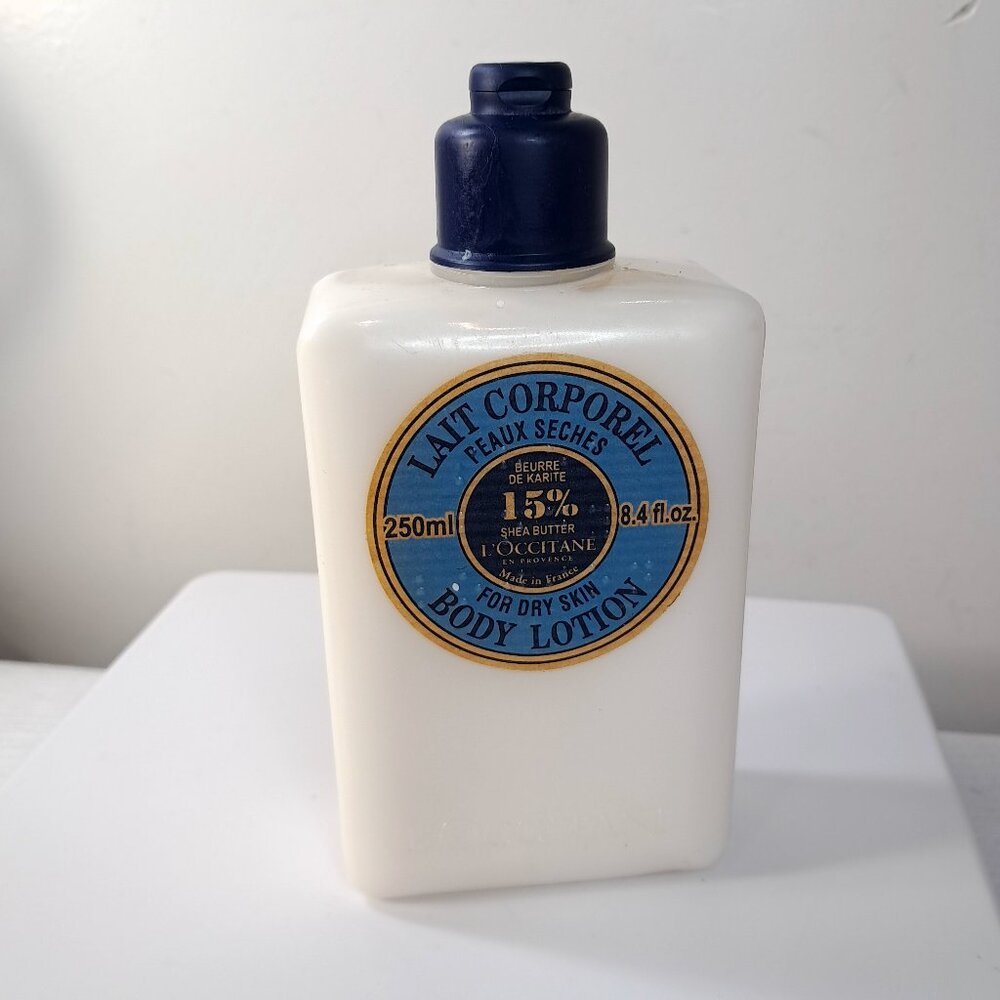 LAIT CORPOREL
PEAUX SECHES
BEURRE
DE KARITE
15%
250ml
8.4 fl.oz.
SHEA BUTTER
L'OCCITANE
EN PROVENCE
Made in France
FOR DRY SKIN
BODY LOTION